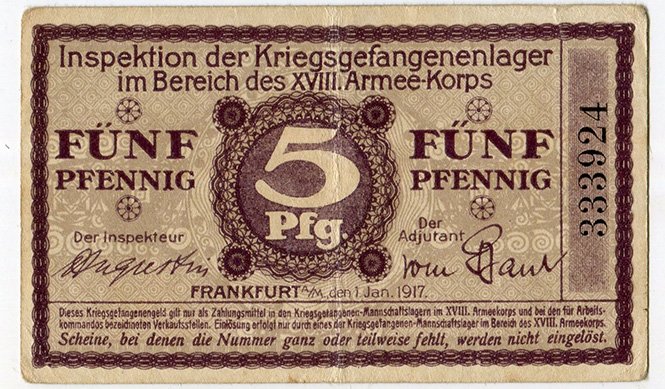 Inspektion der Kriegsgefangenenlager
im Bereich des XVIII. Armee-Korps
FÜNF
PFENNIG
5
Pfg.
FÜNF
PFENNIG
333924
Der Inspekteur
Der
Adjutant
FRANKFURT A/M., den 1. Jan. 1917.
Dieses Kriegsgefangenengeld gilt nur als Zahlungsmittel in den Kriegsgefangenen-Mannschaftslagern im XVIII. Armeekorps und bei den für Arbeits-
kommandos bezeichneten Verkaufsstellen. Einlösung erfolgt nur durch eines der Kriegsgefangenen-Mannschaftslager im Bereich des XVIII. Armeekorps.
Scheine, bei denen die Nummer ganz oder teilweise fehlt, werden nicht eingelöst.